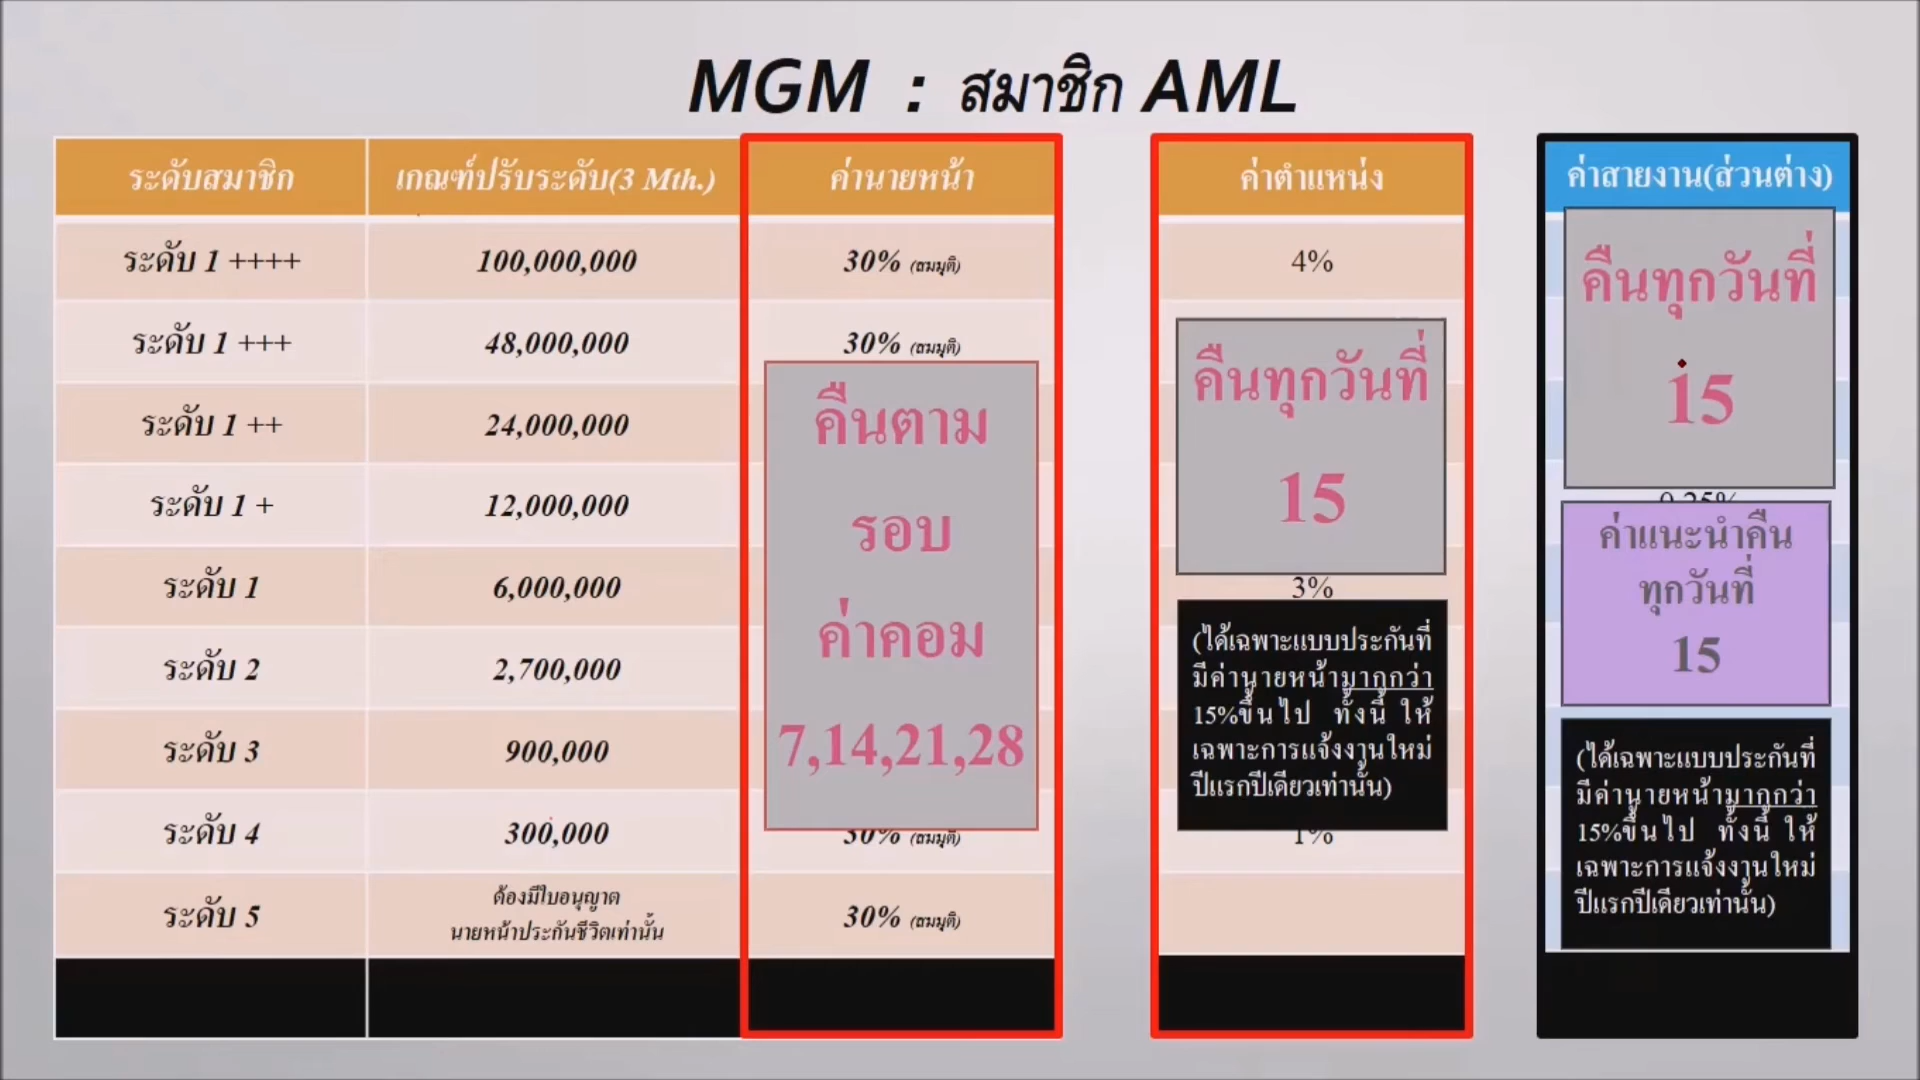 MGM : สมาชิก AML
ระดับสมาชิก เกณฑ์ปรับระดับ(3 Mth.) ค่านายหน้า ค่าตำแหน่ง ค่าสายงาน(ส่วนต่าง)
ระดับ 1 ++++ 100,000,000 30% (สมมุติ) 4%
ระดับ 1 +++ 48,000,000 30% (สมมุติ)
ระดับ 1 ++ 24,000,000
ระดับ 1 + 12,000,000
ระดับ 1 6,000,000 3%
ระดับ 2 2,700,000
ระดับ 3 900,000
ระดับ 4 300,000 30% (สมมุติ) 1%
ระดับ 5 ต้องมีใบอนุญาต
นายหน้าประกันชีวิตเท่านั้น 30% (สมมุติ)
คืนตาม
รอบ
ค่าคอม
7,14,21,28
คืนทุกวันที่
15
(ได้เฉพาะแบบประกันที่
มีค่านายหน้ามากกว่า
15%ขึ้นไป ทั้งนี้ ให้
เฉพาะการแจ้งงานใหม่
ปีแรกปีเดียวเท่านั้น)
คืนทุกวันที่
15
ค่าแนะนำคืน
ทุกวันที่
15
(ได้เฉพาะแบบประกันที่
มีค่านายหน้ามากกว่า
15%ขึ้นไป ทั้งนี้ ให้
เฉพาะการแจ้งงานใหม่
ปีแรกปีเดียวเท่านั้น)